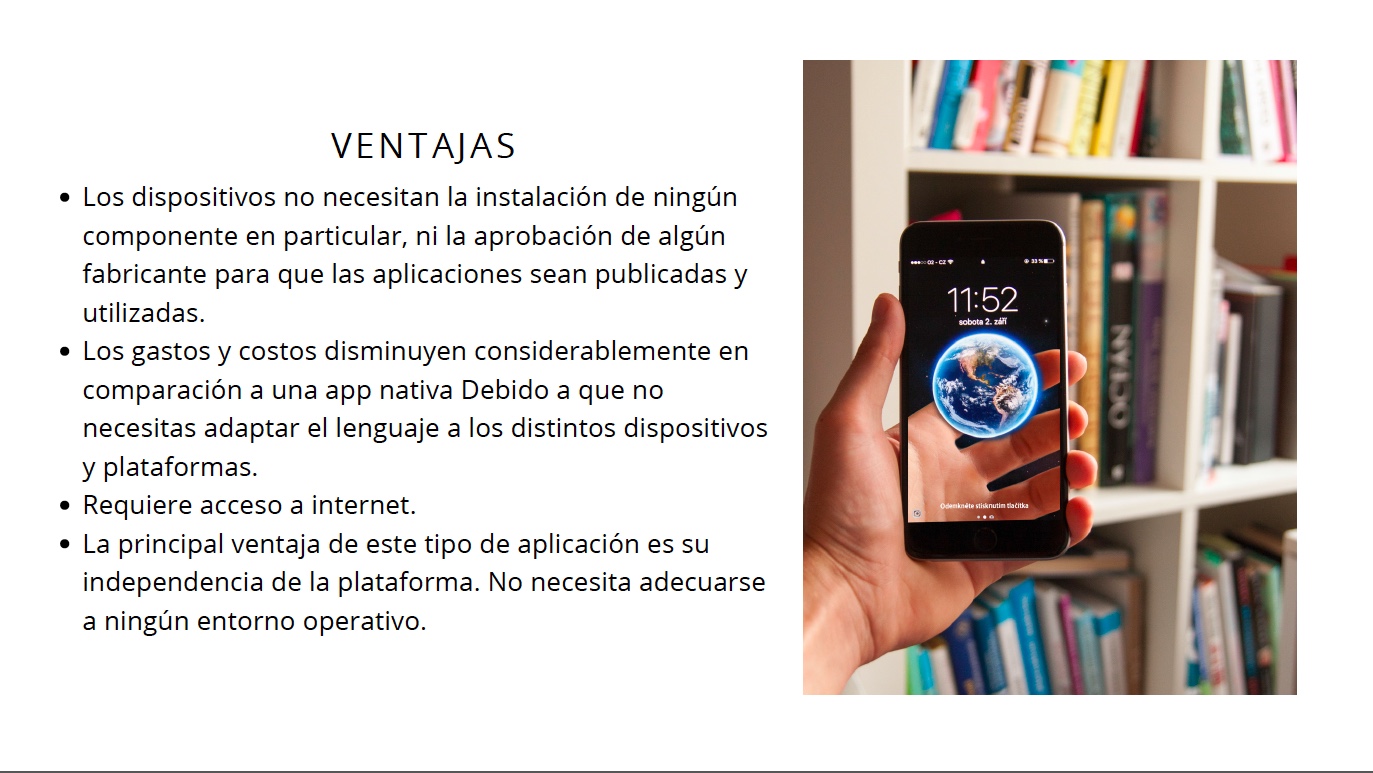 VENTAJAS
Los dispositivos no necesitan la instalación de ningún
componente en particular, ni la aprobación de algún
fabricante para que las aplicaciones sean publicadas y
utilizadas.
Los gastos y costos disminuyen considerablemente en
comparación a una app nativa Debido a que no
necesitas adaptar el lenguaje a los distintos dispositivos
y plataformas.
Requiere acceso a internet.
La principal ventaja de este tipo de aplicación es su
independencia de la plataforma. No necesita adecuarse
a ningún entorno operativo.
O2 - CZ 33 %
11:52
sobota 2. září
Odemkněte stisknutím tlačítka